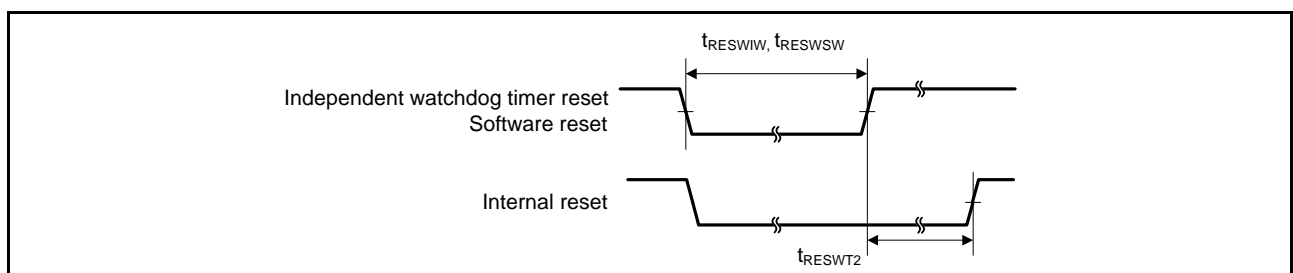 tRESWIW, tRESWSW
Independent watchdog timer reset
Software reset
Internal reset
tRESWT2